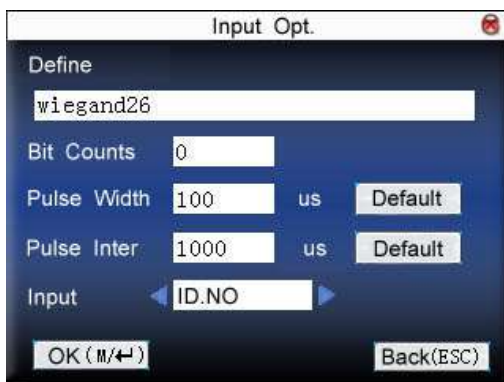 Input Opt.
Define
wiegand26
Bit Counts 0
Pulse Width 100 us Default
Pulse Inter 1000 us Default
Input ID.NO
OK(M/↵) Back(ESC)